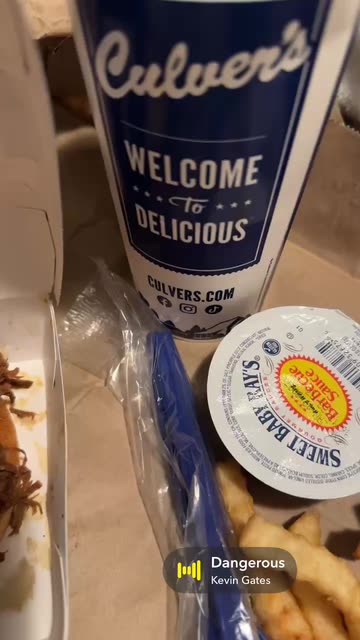 Culver's
WELCOME
To
DELICIOUS
CULVERS.COM
SWEET BABY RAY'S
Barbecue
Sauce
Dangerous
Kevin Gates